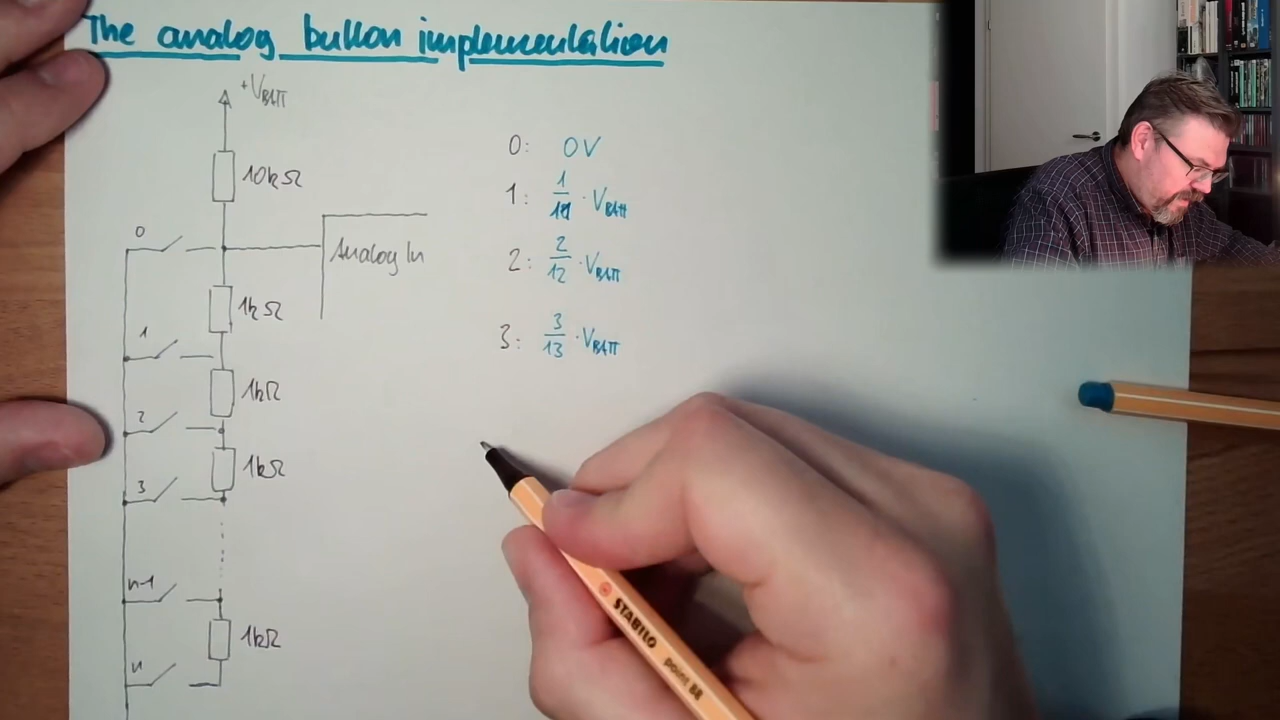 The analog button implementation
+VBATT
10kΩ
0
Analog In
1kΩ
1
1kΩ
2
1kΩ
3
n-1
1kΩ
n
0: 0V
1: 1/11 · VBATT
2: 2/12 · VBATT
3: 3/13 · VBATT
STABILO point 88